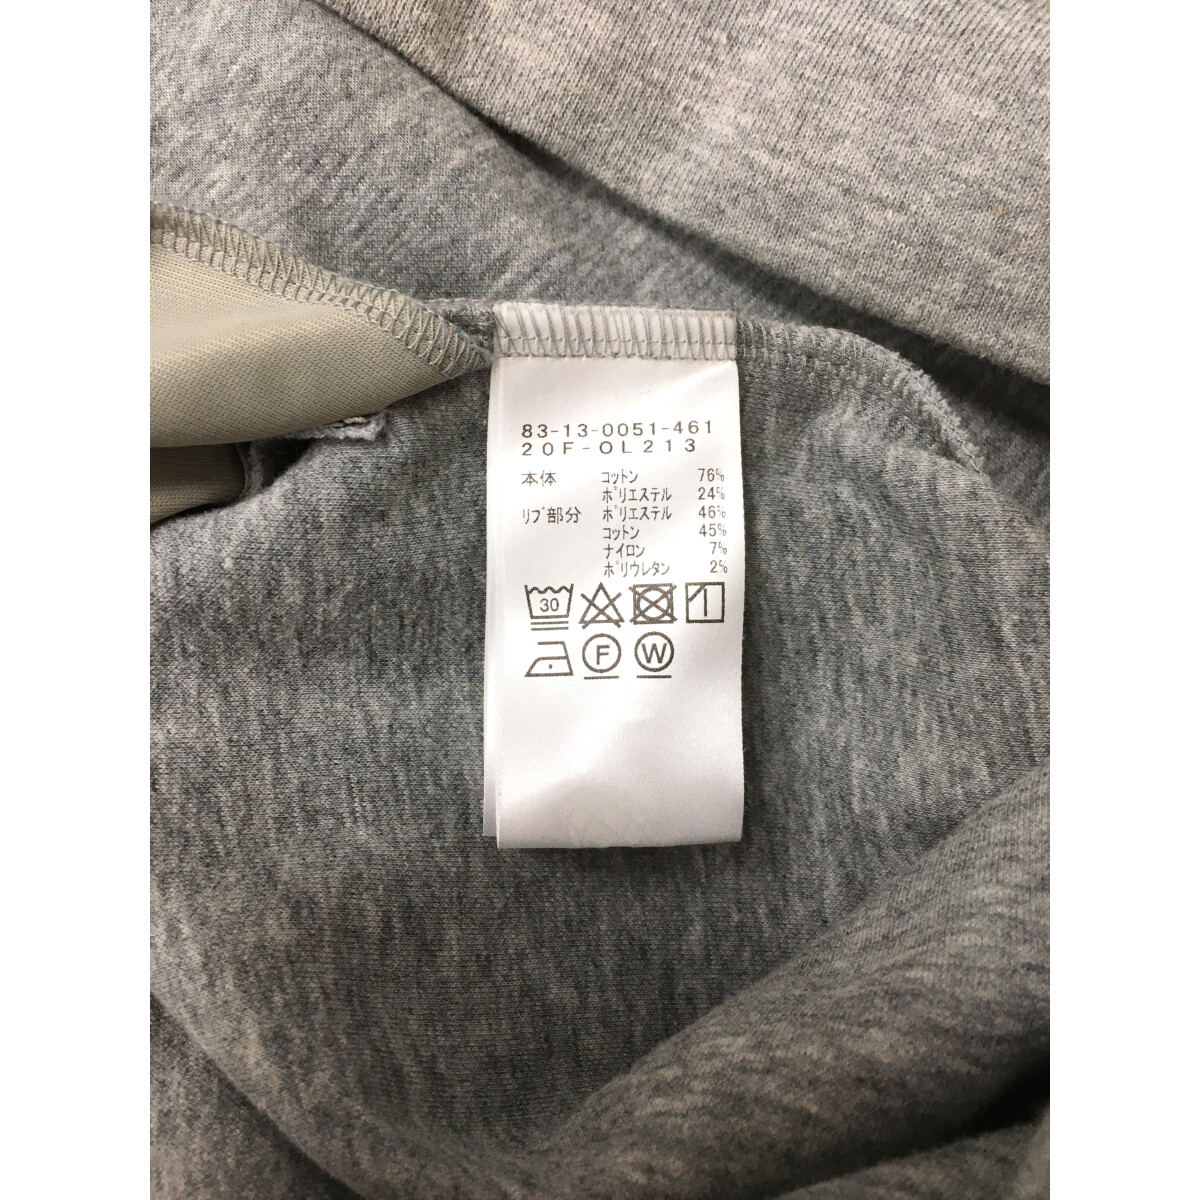 83-13-0051-461
20F-OL213
本体 コットン 76%
ポリエステル 24%
リブ部分 ポリエステル 46%
コットン 45%
ナイロン 7%
ポリウレタン 2%
30
F W